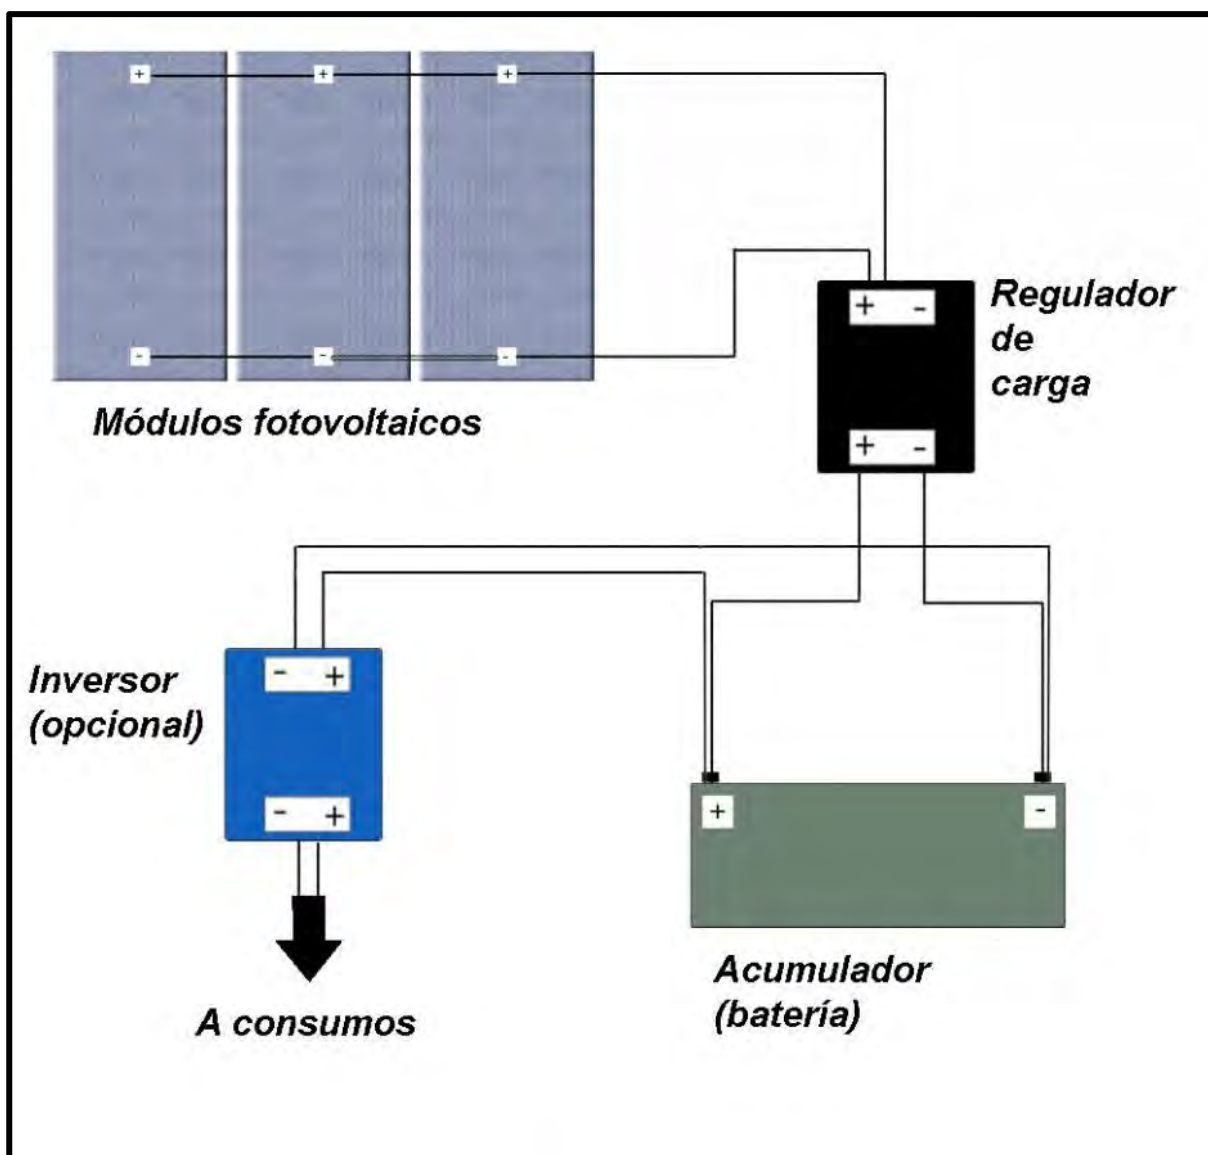 + + +
- - -
Módulos fotovoltaicos
+ -
Regulador
de
carga
+ -
Inversor
(opcional)
- +
- +
A consumos
+ -
Acumulador
(batería)